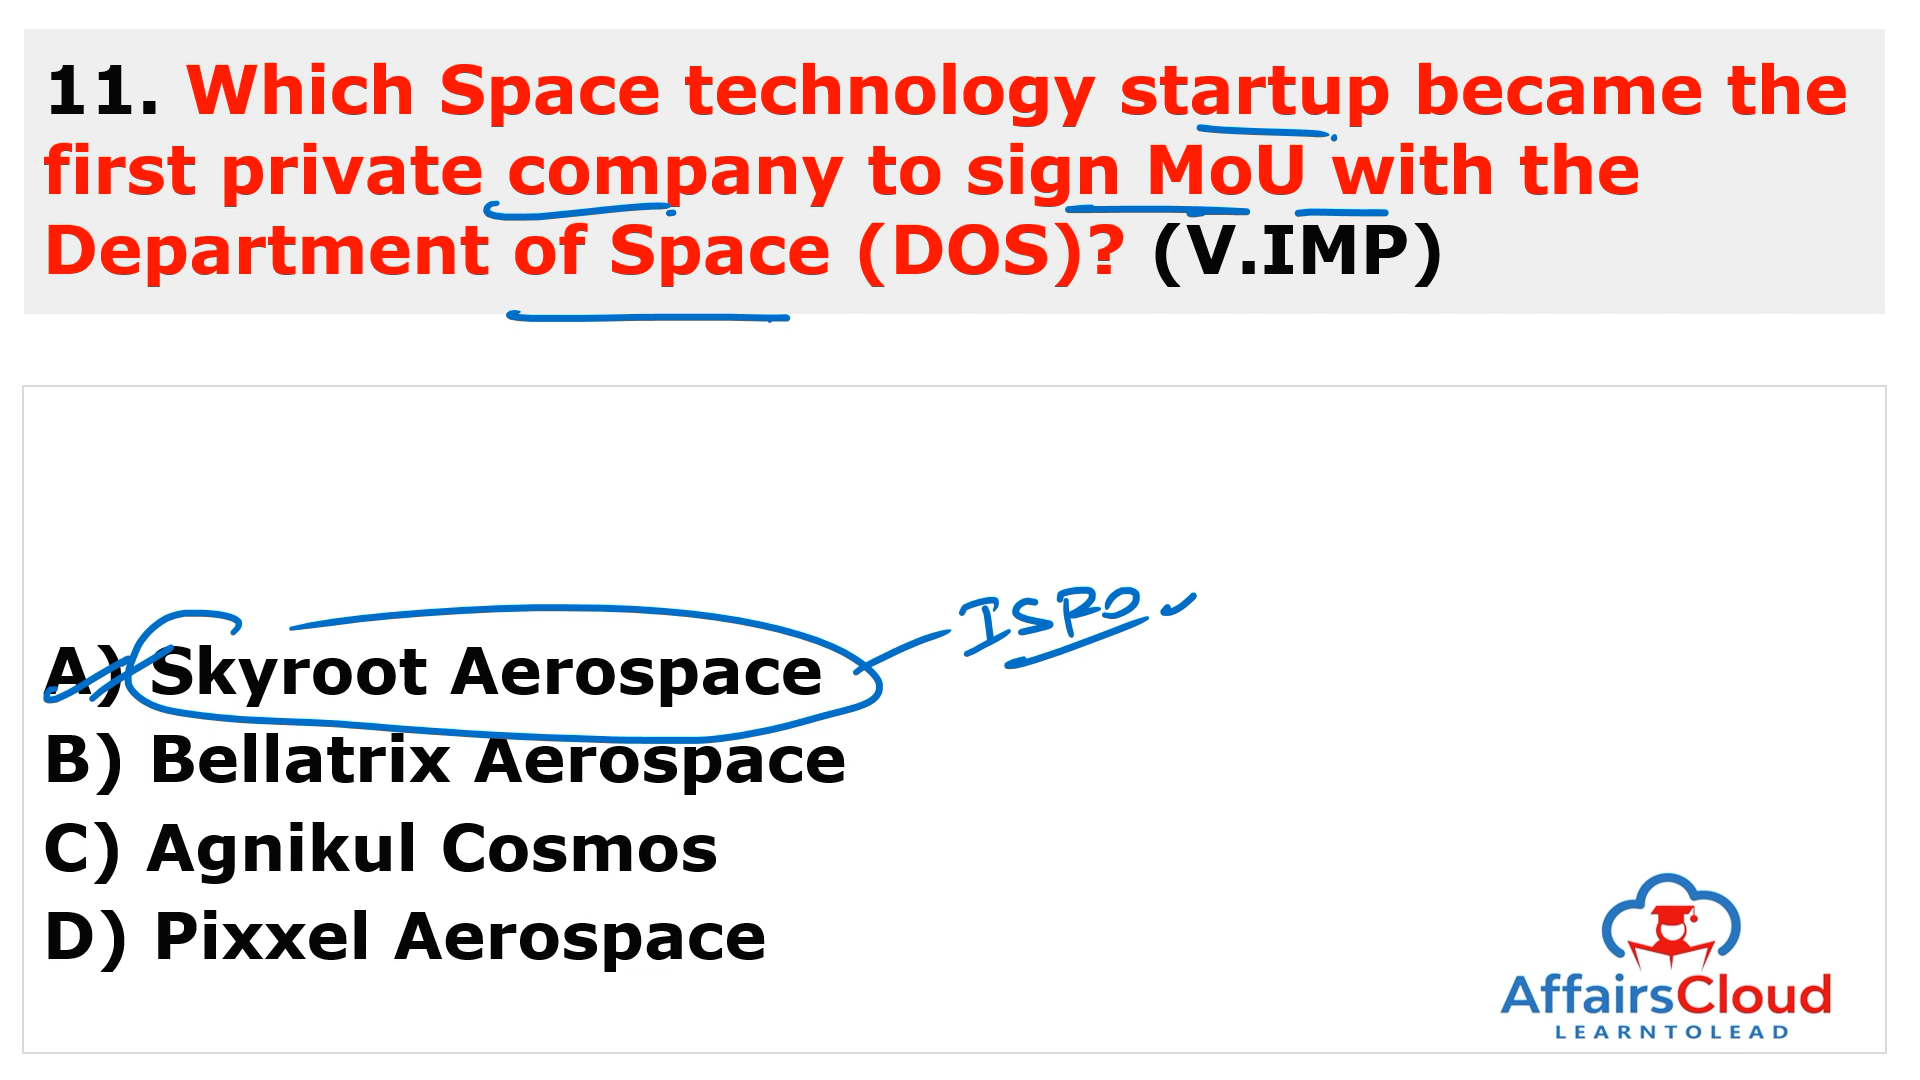 11. Which Space technology startup became the
first private company to sign MoU with the
Department of Space (DOS)? (V.IMP)
ISRO
A) Skyroot Aerospace
B) Bellatrix Aerospace
C) Agnikul Cosmos
D) Pixxel Aerospace
AffairsCloud
LEARNTOLEAD